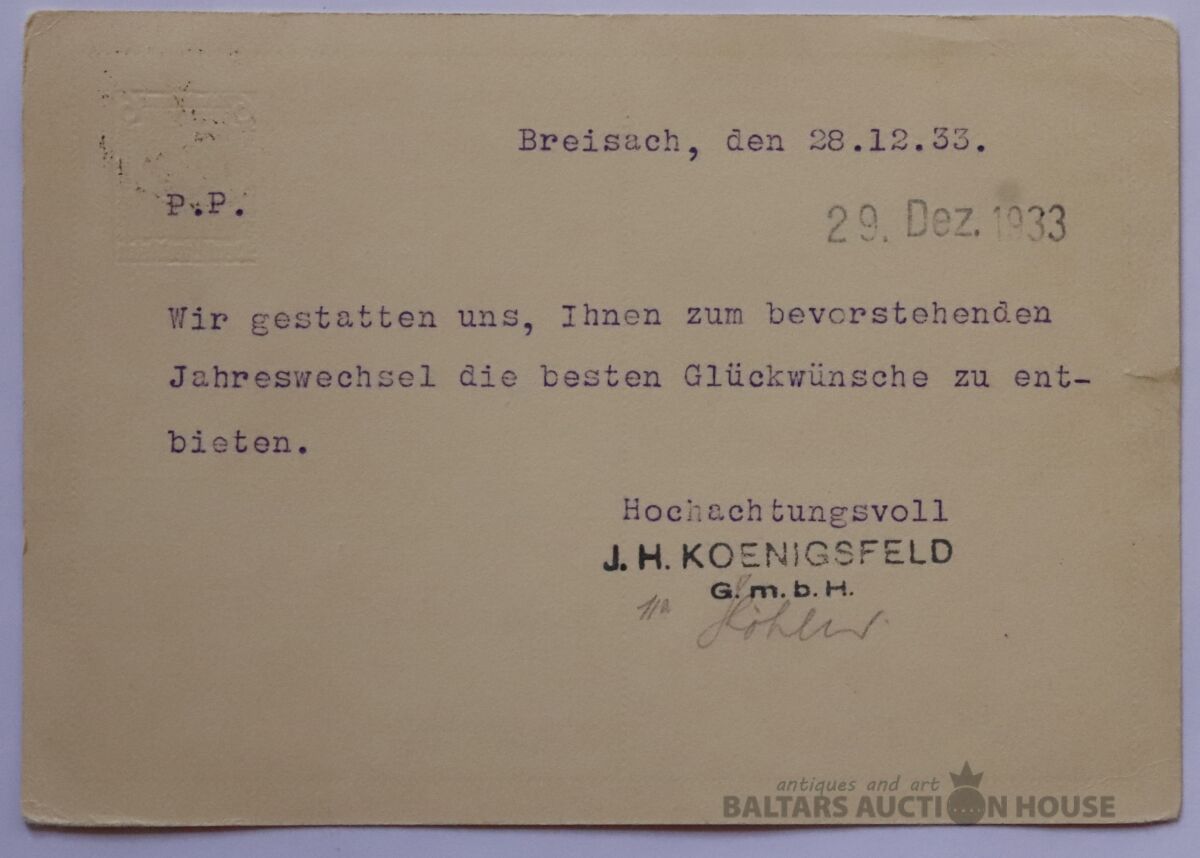 Breisach, den 28.12.33.
P.P.
29. Dez. 1933
Wir gestatten uns, Ihnen zum bevorstehenden
Jahreswechsel die besten Glückwünsche zu ent-
bieten.
Hochachtungsvoll
J. H. KOENIGSFELD
G.m.b.H.
antiques and art
BALTARS AUCTION HOUSE